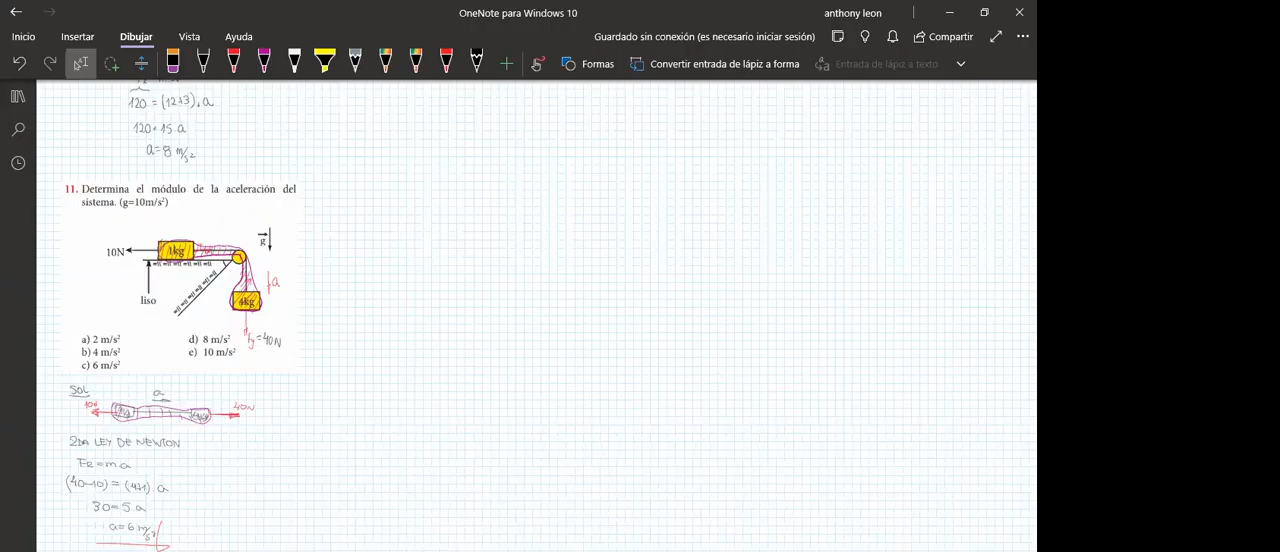 OneNote para Windows 10
anthony leon
Inicio
Insertar
Dibujar
Vista
Ayuda
Guardado sin conexión (es necesario iniciar sesión)
Compartir
Formas
Convertir entrada de lápiz a forma
Entrada de lápiz a texto
120 = (12+3).a
120=15.a
a=8 m/s²
11. Determina el módulo de la aceleración del
sistema. (g=10m/s²)
10N
1kg
g
liso
4kg
a
Fg=40N
a) 2 m/s²
d) 8 m/s²
b) 4 m/s²
e) 10 m/s²
c) 6 m/s²
SOL
a
10N
40N
2DA LEY DE NEWTON
FR=m.a
(40-10) = (4+1).a
30=5.a
a=6 m/s²